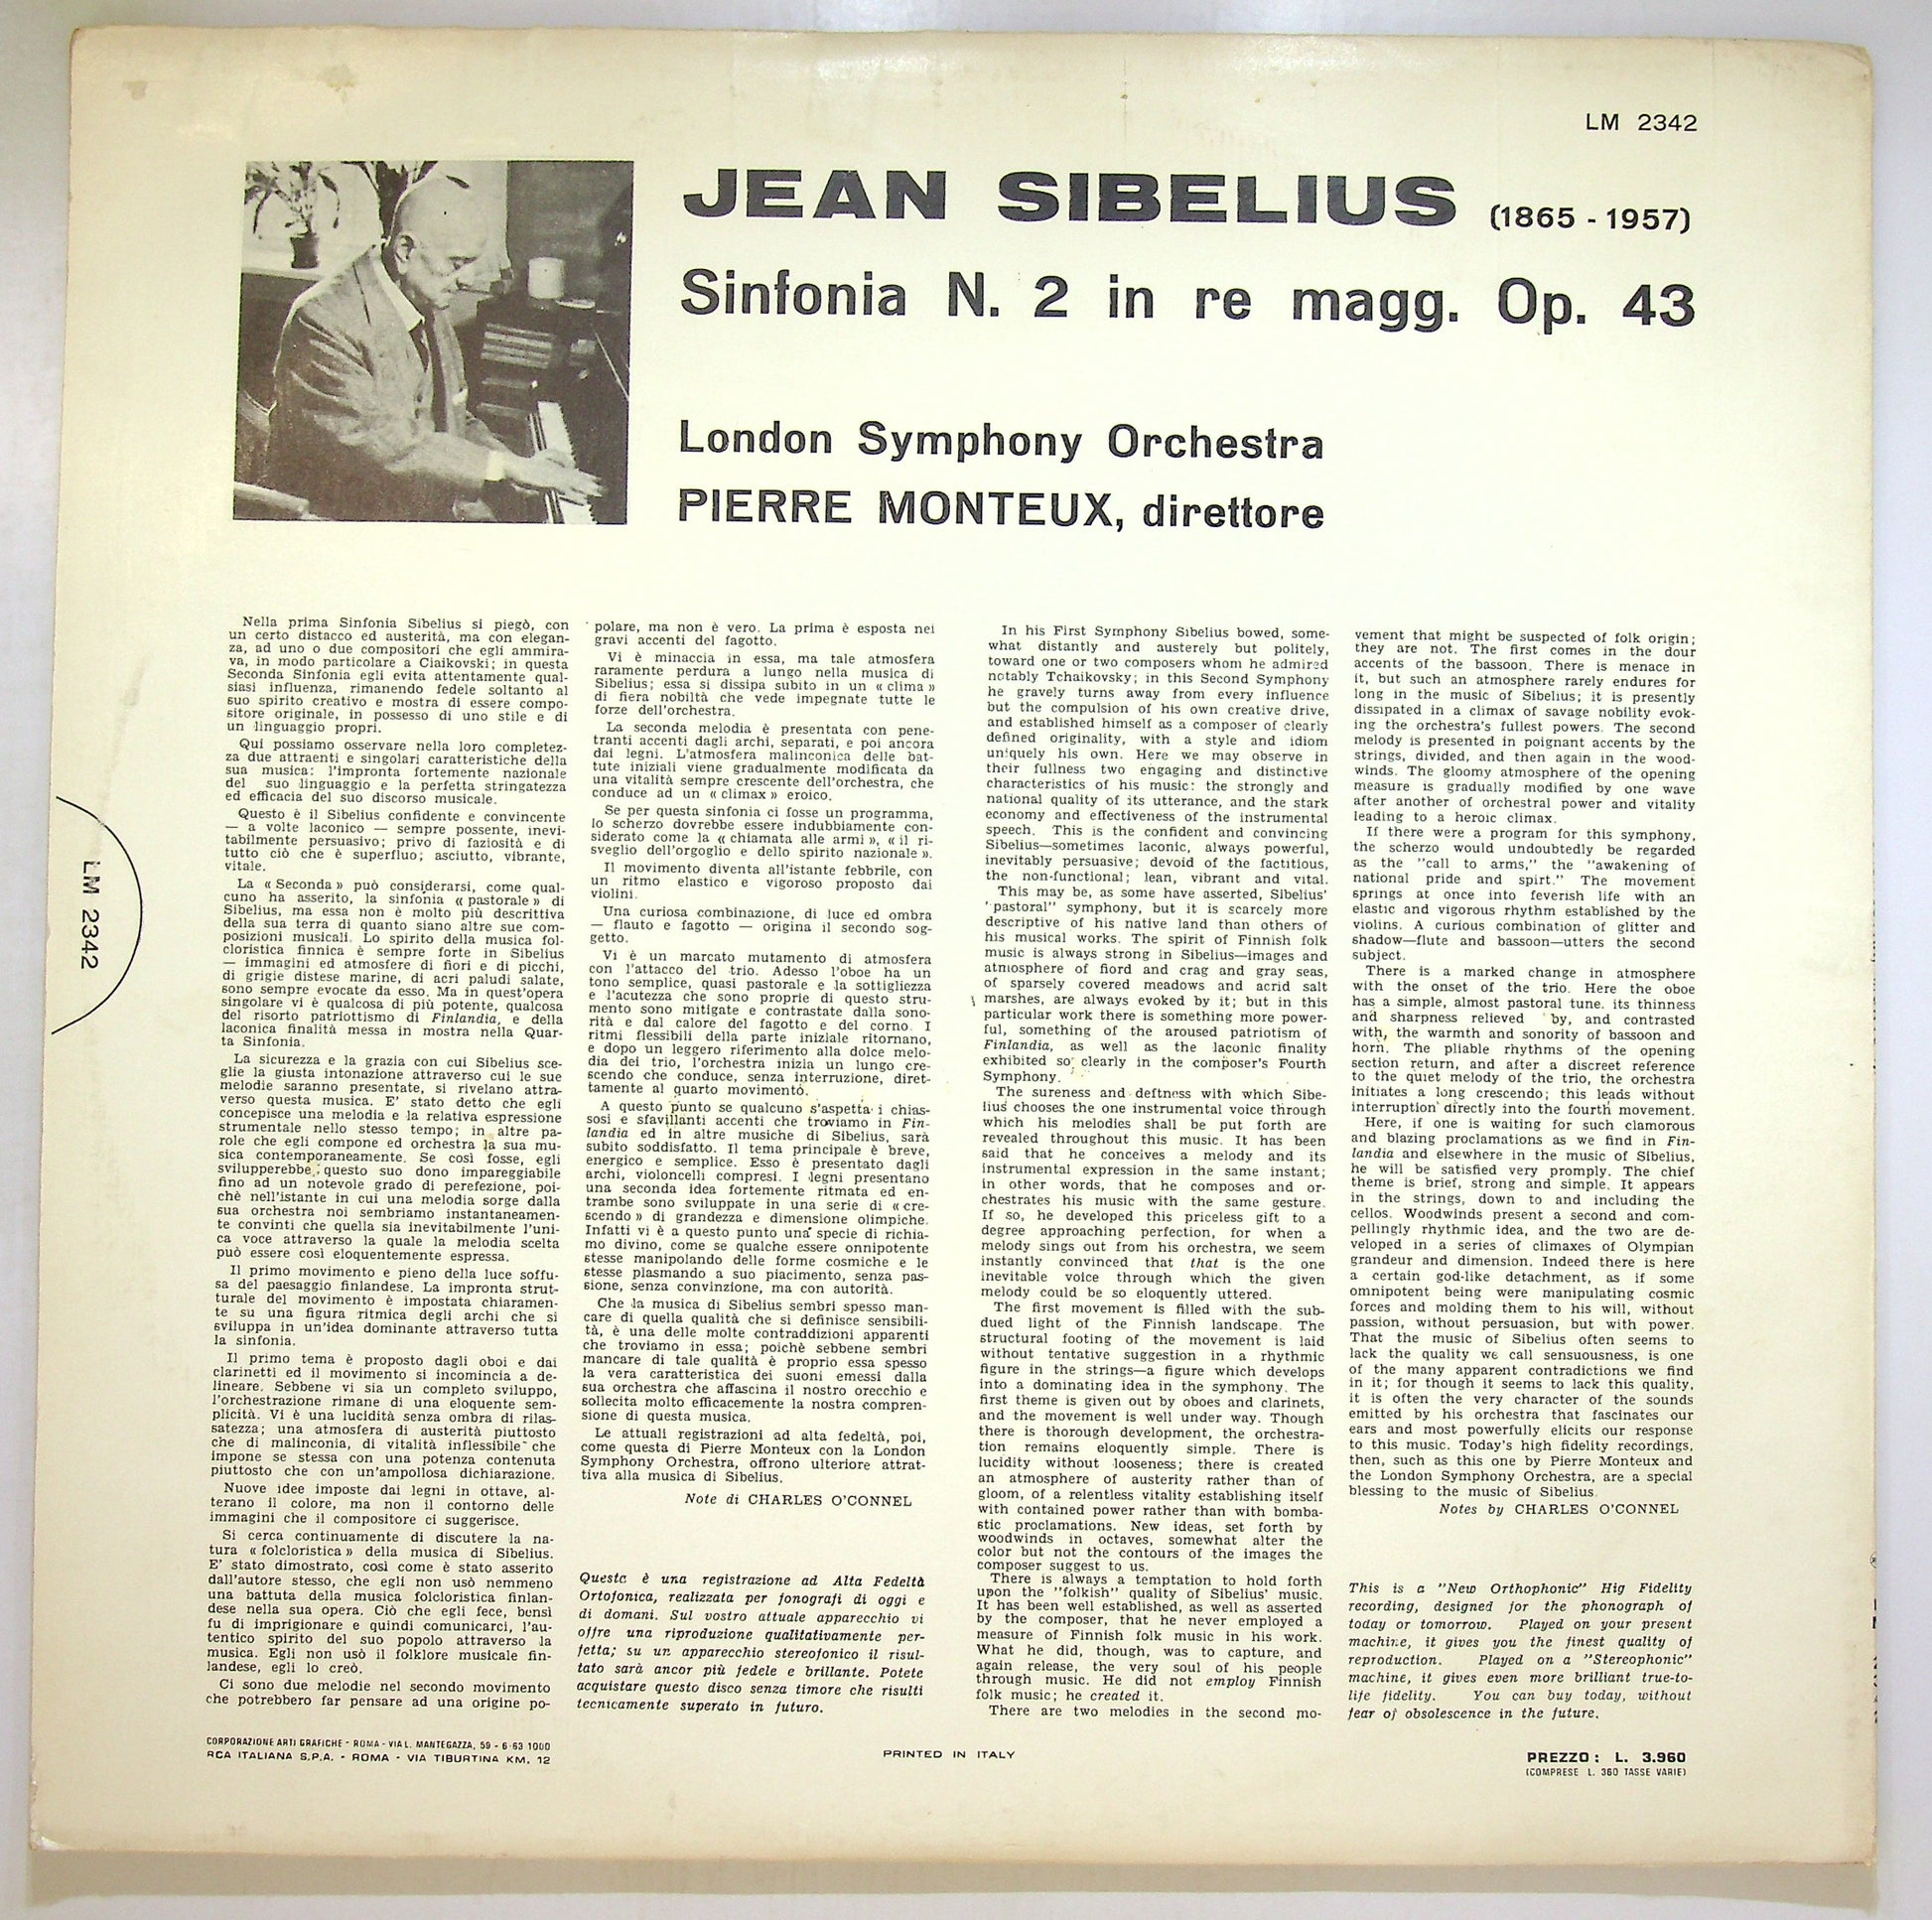 LM 2342
JEAN SIBELIUS (1865 - 1957)
Sinfonia N. 2 in re magg. Op. 43
London Symphony Orchestra
PIERRE MONTEUX, direttore
LM 2342
Nella prima Sinfonia Sibelius si piegò, con
un certo distacco ed austerità, ma con elegan-
za, ad uno o due compositori che egli ammira-
va, in modo particolare a Ciaikovski; in questa
Seconda Sinfonia egli evita attentamente qual-
siasi influenza, rimanendo fedele soltanto al
suo spirito creativo e mostra di essere compo-
sitore originale, in possesso di uno stile e di
un linguaggio propri.
Qui possiamo osservare nella loro completez-
za due attraenti e singolari caratteristiche della
sua musica: l'impronta fortemente nazionale
del suo linguaggio e la perfetta stringatezza
ed efficacia del suo discorso musicale.
Questo è il Sibelius confidente e convincente
— a volte laconico — sempre possente, inevi-
tabilmente persuasivo; privo di faziosità e di
tutto ciò che è superfluo; asciutto, vibrante,
vitale.
La « Seconda » può considerarsi, come qual-
cuno ha asserito, la sinfonia « pastorale » di
Sibelius, ma essa non è molto più descrittiva
della sua terra di quanto siano altre sue com-
posizioni musicali. Lo spirito della musica fol-
cloristica finnica è sempre forte in Sibelius
— immagini ed atmosfere di fiori e di picchi,
di grigie distese marine, di acri paludi salate,
sono sempre evocate da esso. Ma in quest'opera
singolare vi è qualcosa di più potente, qualcosa
del risorto patriottismo di Finlandia, e della
laconica finalità messa in mostra nella Quar-
ta Sinfonia.
La sicurezza e la grazia con cui Sibelius sce-
glie la giusta intonazione attraverso cui le sue
melodie saranno presentate, si rivelano attra-
verso questa musica. E' stato detto che egli
concepisce una melodia e la relativa espressione
strumentale nello stesso tempo; in altre pa-
role che egli compone ed orchestra la sua mu-
sica contemporaneamente. Se così fosse, egli
svilupperebbe questo suo dono impareggiabile
fino ad un notevole grado di perefezione, poi-
chè nell'istante in cui una melodia sorge dalla
sua orchestra noi sembriamo instantaneamen-
te convinti che quella sia inevitabilmente l'uni-
ca voce attraverso la quale la melodia scelta
può essere così eloquentemente espressa.
Il primo movimento e pieno della luce soffu-
sa del paesaggio finlandese. La impronta strut-
turale del movimento è impostata chiaramen-
te su una figura ritmica degli archi che si
sviluppa in un'idea dominante attraverso tutta
la sinfonia.
Il primo tema è proposto dagli oboi e dai
clarinetti ed il movimento si incomincia a de-
lineare. Sebbene vi sia un completo sviluppo,
l'orchestrazione rimane di una eloquente sem-
plicità. Vi è una lucidità senza ombra di rilas-
satezza; una atmosfera di austerità piuttosto
che di malinconia, di vitalità inflessibile che
impone se stessa con una potenza contenuta
piuttosto che con un'ampollosa dichiarazione.
Nuove idee imposte dai legni in ottave, al-
terano il colore, ma non il contorno delle
immagini che il compositore ci suggerisce.
Si cerca continuamente di discutere la na-
tura « folcloristica » della musica di Sibelius.
E' stato dimostrato, così come è stato asserito
dall'autore stesso, che egli non usò nemmeno
una battuta della musica folcloristica finlan-
dese nella sua opera. Ciò che egli fece, bensì
fu di imprigionare e quindi comunicarci, l'au-
tentico spirito del suo popolo attraverso la
musica. Egli non usò il folklore musicale fin-
landese, egli lo creò.
Ci sono due melodie nel secondo movimento
che potrebbero far pensare ad una origine po-
polare, ma non è vero. La prima è esposta nei
gravi accenti del fagotto.
Vi è minaccia in essa, ma tale atmosfera
raramente perdura a lungo nella musica di
Sibelius; essa si dissipa subito in un « clima »
di fiera nobiltà che vede impegnate tutte le
forze dell'orchestra.
La seconda melodia è presentata con pene-
tranti accenti dagli archi, separati, e poi ancora
dai legni. L'atmosfera malinconica delle bat-
tute iniziali viene gradualmente modificata da
una vitalità sempre crescente dell'orchestra, che
conduce ad un « climax » eroico.
Se per questa sinfonia ci fosse un programma,
lo scherzo dovrebbe essere indubbiamente con-
siderato come la « chiamata alle armi », « il ri-
sveglio dell'orgoglio e dello spirito nazionale ».
Il movimento diventa all'istante febbrile, con
un ritmo elastico e vigoroso proposto dai
violini.
Una curiosa combinazione, di luce ed ombra
— flauto e fagotto — origina il secondo sog-
getto.
Vi è un marcato mutamento di atmosfera
con l'attacco del trio. Adesso l'oboe ha un
tono semplice, quasi pastorale e la sottigliezza
e l'acutezza che sono proprie di questo stru-
mento sono mitigate e contrastate dalla sono-
rità e dal calore del fagotto e del corno. I
ritmi flessibili della parte iniziale ritornano,
e dopo un leggero riferimento alla dolce melo-
dia del trio, l'orchestra inizia un lungo cre-
scendo che conduce, senza interruzione, diret-
tamente al quarto movimento.
A questo punto se qualcuno s'aspetta i chias-
sosi e sfavillanti accenti che troviamo in Fin-
landia ed in altre musiche di Sibelius, sarà
subito soddisfatto. Il tema principale è breve,
energico e semplice. Esso è presentato dagli
archi, violoncelli compresi. I legni presentano
una seconda idea fortemente ritmata ed en-
trambe sono sviluppate in una serie di « cre-
scendo » di grandezza e dimensione olimpiche.
Infatti vi è a questo punto una specie di richia-
mo divino, come se qualche essere onnipotente
stesse manipolando delle forme cosmiche e le
stesse plasmando a suo piacimento, senza pas-
sione, senza convinzione, ma con autorità.
Che la musica di Sibelius sembri spesso man-
care di quella qualità che si definisce sensibili-
tà, è una delle molte contraddizioni apparenti
che troviamo in essa; poichè sebbene sembri
mancare di tale qualità è proprio essa spesso
la vera caratteristica dei suoni emessi dalla
sua orchestra che affascina il nostro orecchio e
sollecita molto efficacemente la nostra compren-
sione di questa musica.
Le attuali registrazioni ad alta fedeltà, poi,
come questa di Pierre Monteux con la London
Symphony Orchestra, offrono ulteriore attrat-
tiva alla musica di Sibelius.
Note di CHARLES O'CONNEL
Questa è una registrazione ad Alta Fedeltà
Ortofonica, realizzata per fonografi di oggi e
di domani. Sul vostro attuale apparecchio vi
offre una riproduzione qualitativamente per-
fetta; su un apparecchio stereofonico il risul-
tato sarà ancor più fedele e brillante. Potete
acquistare questo disco senza timore che risulti
tecnicamente superato in futuro.
In his First Symphony Sibelius bowed, some-
what distantly and austerely but politely,
toward one or two composers whom he admired
notably Tchaikovsky; in this Second Symphony
he gravely turns away from every influence
but the compulsion of his own creative drive,
and established himself as a composer of clearly
defined originality, with a style and idiom
uniquely his own. Here we may observe in
their fullness two engaging and distinctive
characteristics of his music: the strongly and
national quality of its utterance, and the stark
economy and effectiveness of the instrumental
speech. This is the confident and convincing
Sibelius—sometimes laconic, always powerful,
inevitably persuasive; devoid of the factitious,
the non-functional; lean, vibrant and vital.
This may be, as some have asserted, Sibelius'
"pastoral" symphony, but it is scarcely more
descriptive of his native land than others of
his musical works. The spirit of Finnish folk
music is always strong in Sibelius—images and
atmosphere of fiord and crag and gray seas,
of sparsely covered meadows and acrid salt
marshes, are always evoked by it; but in this
particular work there is something more power-
ful, something of the aroused patriotism of
Finlandia, as well as the laconic finality
exhibited so clearly in the composer's Fourth
Symphony.
The sureness and deftness with which Sibe-
lius chooses the one instrumental voice through
which his melodies shall be put forth are
revealed throughout this music. It has been
said that he conceives a melody and its
instrumental expression in the same instant;
in other words, that he composes and or-
chestrates his music with the same gesture.
If so, he developed this priceless gift to a
degree approaching perfection, for when a
melody sings out from his orchestra, we seem
instantly convinced that that is the one
inevitable voice through which the given
melody could be so eloquently uttered.
The first movement is filled with the sub-
dued light of the Finnish landscape. The
structural footing of the movement is laid
without tentative suggestion in a rhythmic
figure in the strings—a figure which develops
into a dominating idea in the symphony. The
first theme is given out by oboes and clarinets,
and the movement is well under way. Though
there is thorough development, the orchestra-
tion remains eloquently simple. There is
lucidity without looseness; there is created
an atmosphere of austerity rather than of
gloom, of a relentless vitality establishing itself
with contained power rather than with bomba-
stic proclamations. New ideas, set forth by
woodwinds in octaves, somewhat alter the
color but not the contours of the images the
composer suggest to us.
There is always a temptation to hold forth
upon the "folkish" quality of Sibelius' music.
It has been well established, as well as asserted
by the composer, that he never employed a
measure of Finnish folk music in his work.
What he did, though, was to capture, and
again release, the very soul of his people
through music. He did not employ Finnish
folk music; he created it.
There are two melodies in the second mo-
vement that might be suspected of folk origin;
they are not. The first comes in the dour
accents of the bassoon. There is menace in
it, but such an atmosphere rarely endures for
long in the music of Sibelius; it is presently
dissipated in a climax of savage nobility evok-
ing the orchestra's fullest powers. The second
melody is presented in poignant accents by the
strings, divided, and then again in the wood-
winds. The gloomy atmosphere of the opening
measure is gradually modified by one wave
after another of orchestral power and vitality
leading to a heroic climax.
If there were a program for this symphony,
the scherzo would undoubtedly be regarded
as the "call to arms," the "awakening of
national pride and spirt." The movement
springs at once into feverish life with an
elastic and vigorous rhythm established by the
violins. A curious combination of glitter and
shadow—flute and bassoon—utters the second
subject.
There is a marked change in atmosphere
with the onset of the trio. Here the oboe
has a simple, almost pastoral tune. its thinness
and sharpness relieved by, and contrasted
with, the warmth and sonority of bassoon and
horn. The pliable rhythms of the opening
section return, and after a discreet reference
to the quiet melody of the trio, the orchestra
initiates a long crescendo; this leads without
interruption directly into the fourth movement.
Here, if one is waiting for such clamorous
and blazing proclamations as we find in Fin-
landia and elsewhere in the music of Sibelius,
he will be satisfied very promptly. The chief
theme is brief, strong and simple. It appears
in the strings, down to and including the
cellos. Woodwinds present a second and com-
pellingly rhythmic idea, and the two are de-
veloped in a series of climaxes of Olympian
grandeur and dimension. Indeed there is here
a certain god-like detachment, as if some
omnipotent being were manipulating cosmic
forces and molding them to his will, without
passion, without persuasion, but with power.
That the music of Sibelius often seems to
lack the quality we call sensuousness, is one
of the many apparent contradictions we find
in it; for though it seems to lack this quality,
it is often the very character of the sounds
emitted by his orchestra that fascinates our
ears and most powerfully elicits our response
to this music. Today's high fidelity recordings,
then, such as this one by Pierre Monteux and
the London Symphony Orchestra, are a special
blessing to the music of Sibelius.
Notes by CHARLES O'CONNEL
This is a "New Orthophonic" Hig Fidelity
recording, designed for the phonograph of
today or tomorrow. Played on your present
machine, it gives you the finest quality of
reproduction. Played on a "Stereophonic"
machine, it gives even more brilliant true-to-
life fidelity. You can buy today, without
fear of obsolescence in the future.
CORPORAZIONE ARTI GRAFICHE - ROMA - VIA L. MANTEGAZZA, 59 - 6-63 1000
RCA ITALIANA S.P.A. - ROMA - VIA TIBURTINA KM. 12
PRINTED IN ITALY
PREZZO: L. 3.960
(COMPRESE L. 360 TASSE VARIE)